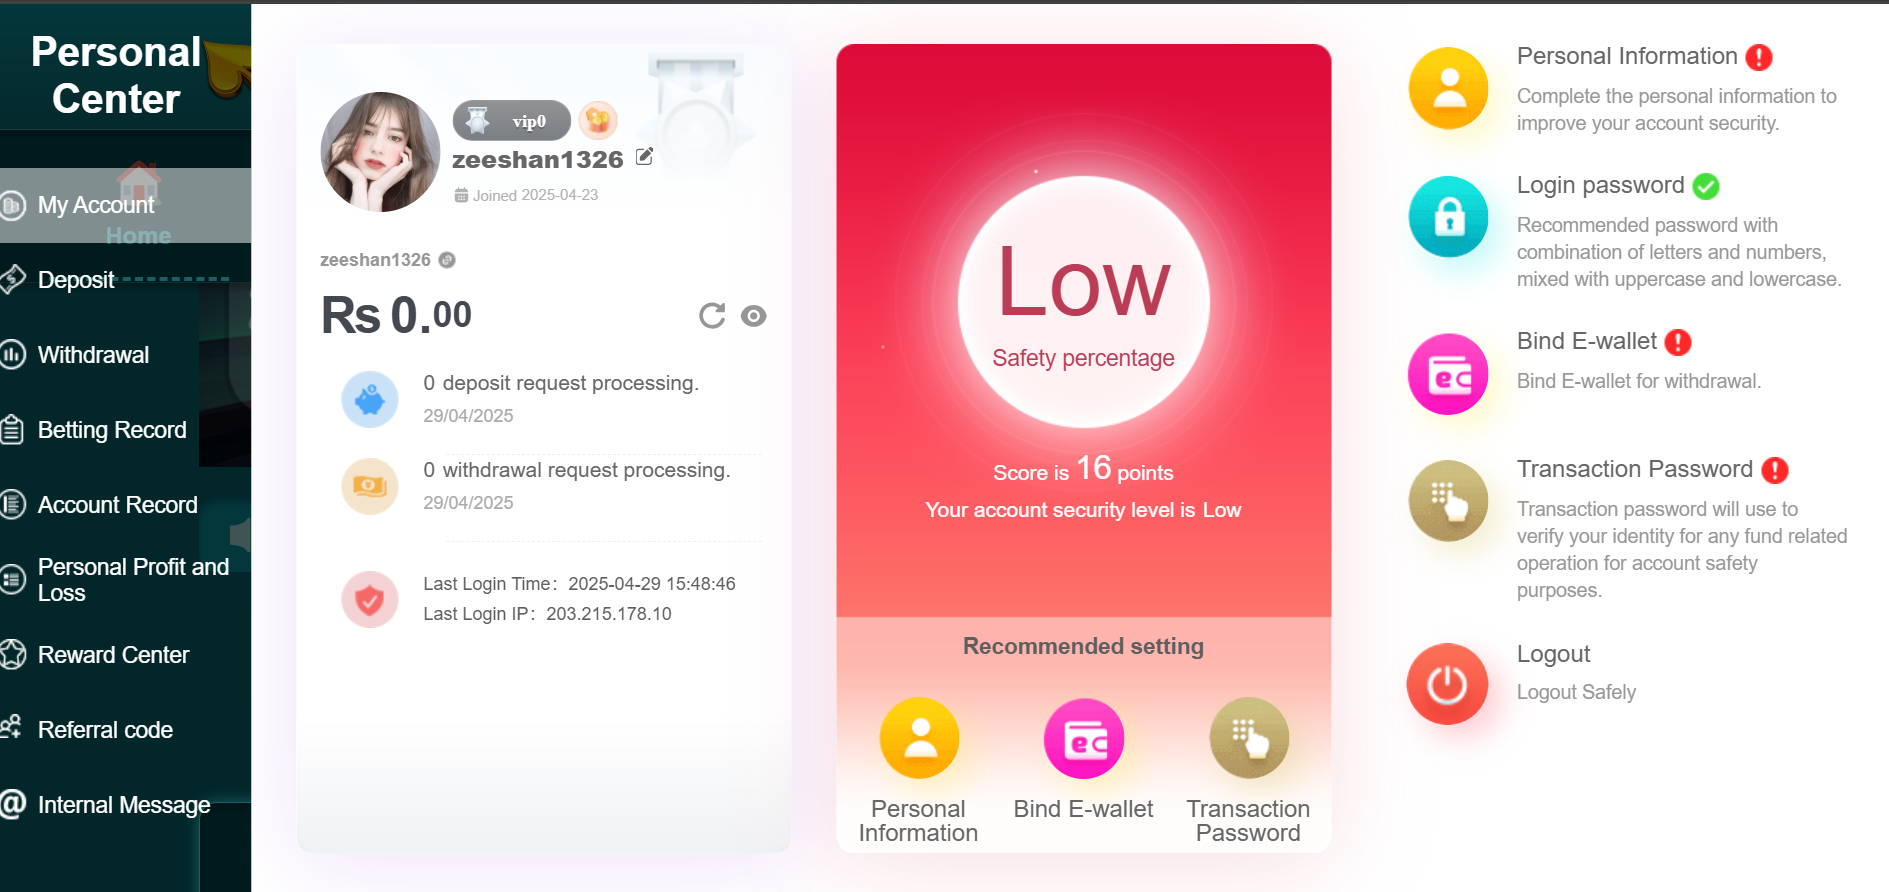 Personal
Center
Home
My Account
Deposit
Withdrawal
Betting Record
Account Record
Personal Profit and
Loss
Reward Center
Referral code
Internal Message
vip0
zeeshan1326
Joined 2025-04-23
zeeshan1326
Rs 0.00
0 deposit request processing.
29/04/2025
0 withdrawal request processing.
29/04/2025
Last Login Time： 2025-04-29 15:48:46
Last Login IP： 203.215.178.10
Low
Safety percentage
Score is 16 points
Your account security level is Low
Recommended setting
Personal
Information
Bind E-wallet
Transaction
Password
Personal Information
Complete the personal information to
improve your account security.
Login password
Recommended password with
combination of letters and numbers,
mixed with uppercase and lowercase.
Bind E-wallet
Bind E-wallet for withdrawal.
Transaction Password
Transaction password will use to
verify your identity for any fund related
operation for account safety
purposes.
Logout
Logout Safely